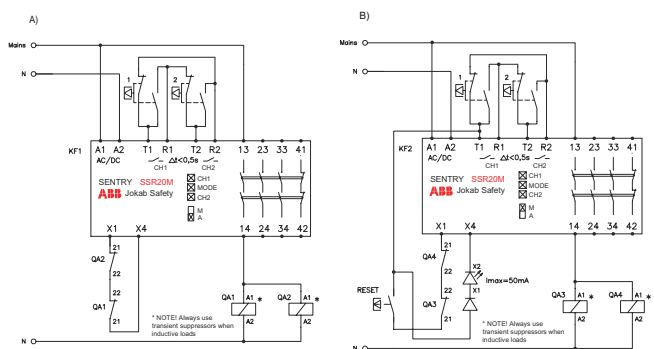 A)
Mains
N
1
2
A1 A2 T1 R1 T2 R2 13 23 33 41
KF1
AC/DC
CH1
Δt<0,5s
CH2
SENTRY SSR20M
ABB Jokab Safety
CH1
MODE
CH2
M
A
X1 X4 14 24 34 42
21
QA2
22
22
QA1
21
QA1 A1 *
A2
QA2 A1 *
A2
* NOTE! Always use
transient suppressors when
inductive loads
N
B)
Mains
N
1
2
A1 A2 T1 R1 T2 R2 13 23 33 41
KF2
AC/DC
CH1
Δt<0,5s
CH2
SENTRY SSR20M
ABB Jokab Safety
CH1
MODE
CH2
M
A
X1 X4 14 24 34 42
21
QA4
22
X2
Imax=50mA
X1
RESET
22
QA3
21
QA3 A1 *
A2
QA4 A1 *
A2
* NOTE! Always use
transient suppressors when
inductive loads
N